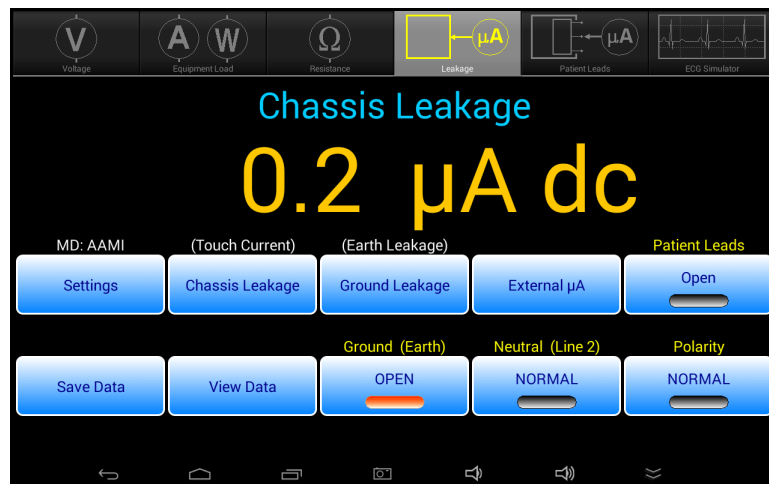 V A W Ω µA µA
Voltage Equipment Load Resistance Leakage Patient Leads ECG Simulator
Chassis Leakage
0.2 µA dc
MD: AAMI (Touch Current) (Earth Leakage) Patient Leads
Settings Chassis Leakage Ground Leakage External µA Open
Ground (Earth) Neutral (Line 2) Polarity
Save Data View Data OPEN NORMAL NORMAL